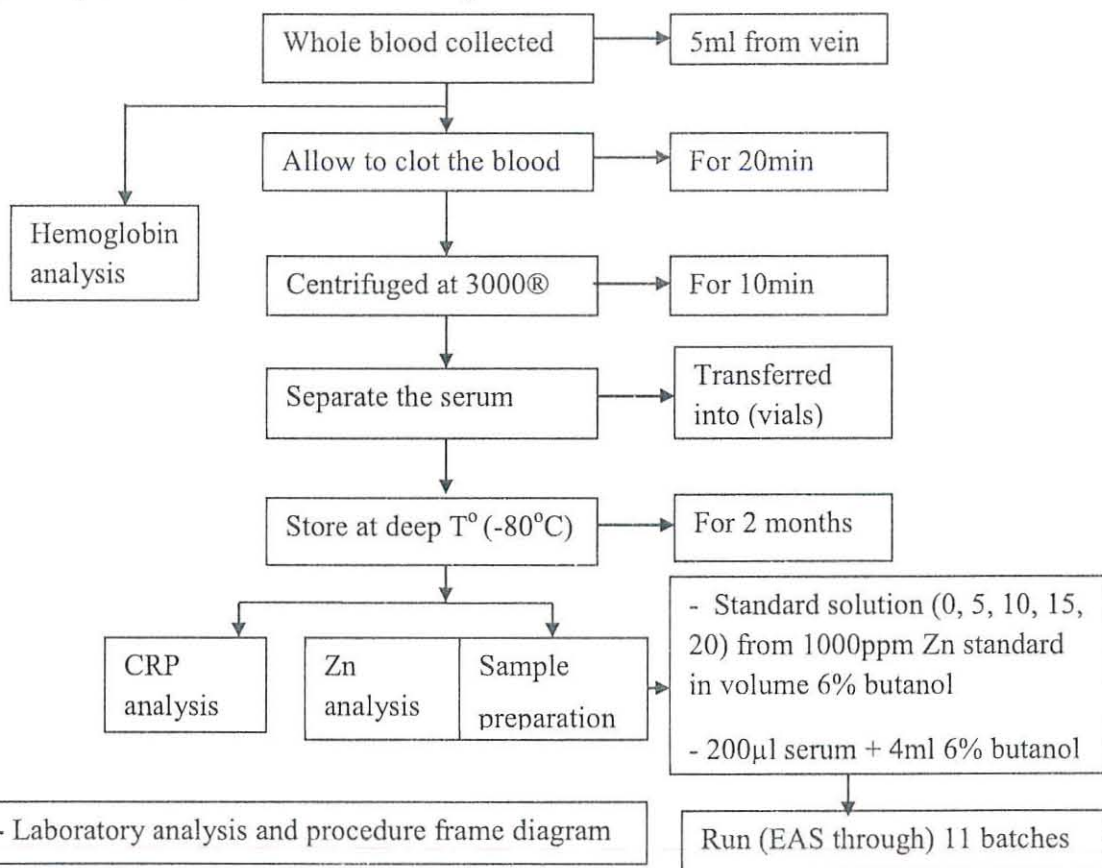 Whole blood collected
5ml from vein
Allow to clot the blood
For 20min
Hemoglobin
analysis
Centrifuged at 3000®
For 10min
Separate the serum
Transferred
into (vials)
Store at deep T° (-80°C)
For 2 months
CRP
analysis
Zn
analysis
Sample
preparation
- Standard solution (0, 5, 10, 15,
20) from 1000ppm Zn standard
in volume 6% butanol
- 200µl serum + 4ml 6% butanol
- Laboratory analysis and procedure frame diagram
Run (EAS through) 11 batches